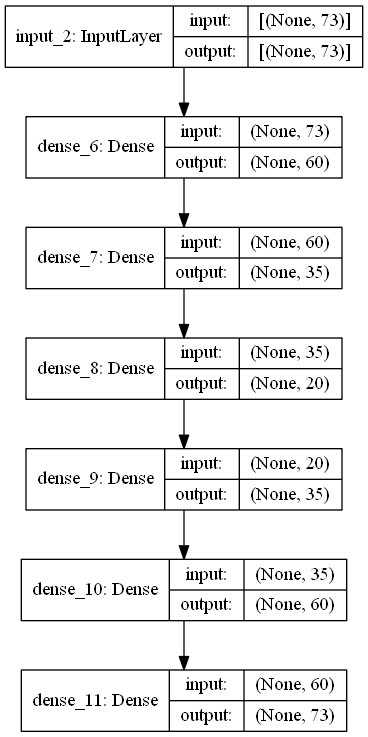 input_2: InputLayer input: [(None, 73)]
output: [(None, 73)]
dense_6: Dense input: (None, 73)
output: (None, 60)
dense_7: Dense input: (None, 60)
output: (None, 35)
dense_8: Dense input: (None, 35)
output: (None, 20)
dense_9: Dense input: (None, 20)
output: (None, 35)
dense_10: Dense input: (None, 35)
output: (None, 60)
dense_11: Dense input: (None, 60)
output: (None, 73)